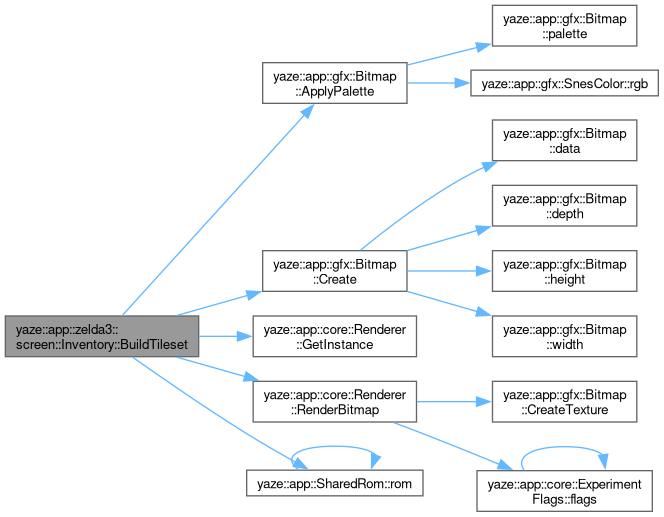 yaze::app::zelda3::
screen::Inventory::BuildTileset
yaze::app::gfx::Bitmap
::ApplyPalette
yaze::app::gfx::Bitmap
::palette
yaze::app::gfx::SnesColor::rgb
yaze::app::gfx::Bitmap
::Create
yaze::app::gfx::Bitmap
::data
yaze::app::gfx::Bitmap
::depth
yaze::app::gfx::Bitmap
::height
yaze::app::gfx::Bitmap
::width
yaze::app::core::Renderer
::GetInstance
yaze::app::core::Renderer
::RenderBitmap
yaze::app::gfx::Bitmap
::CreateTexture
yaze::app::core::Experiment
Flags::flags
yaze::app::SharedRom::rom